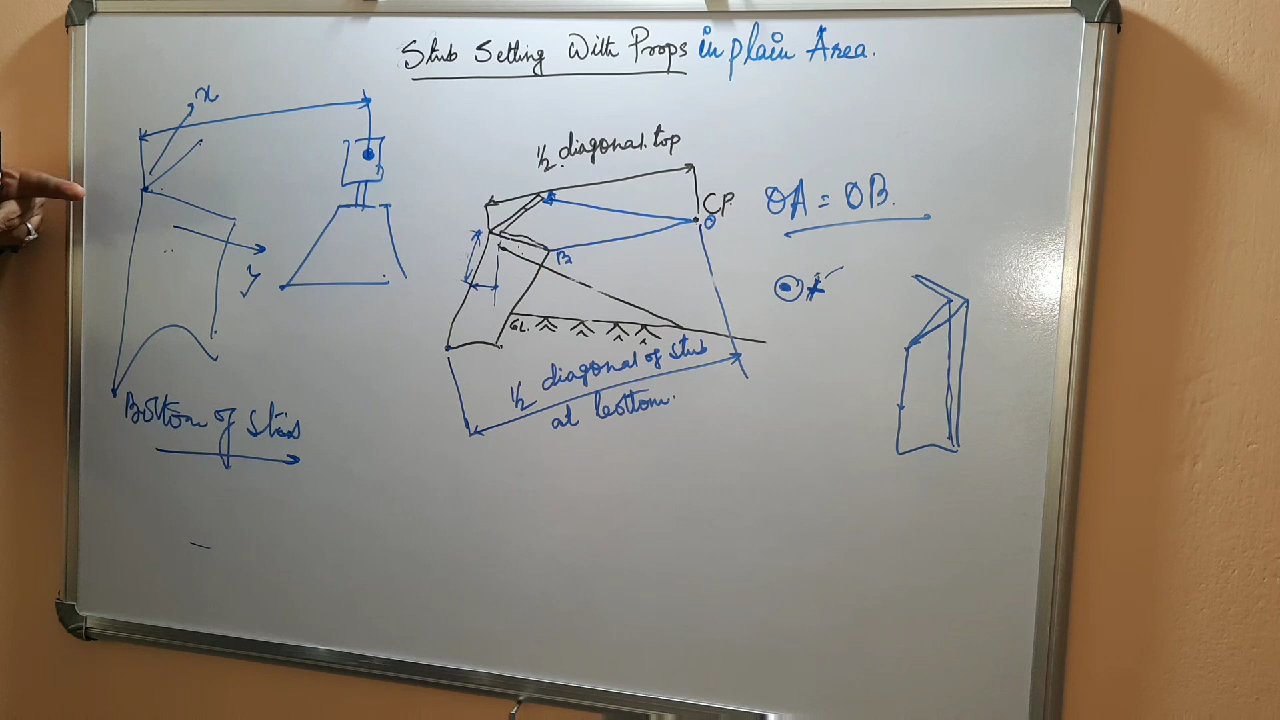 Stub Setting With Props in plain Area.
x
y
Bottom of Stub
1/2 diagonal top
CP
O
B
GL.
1/2 diagonal of stub
at bottom.
OA = OB.